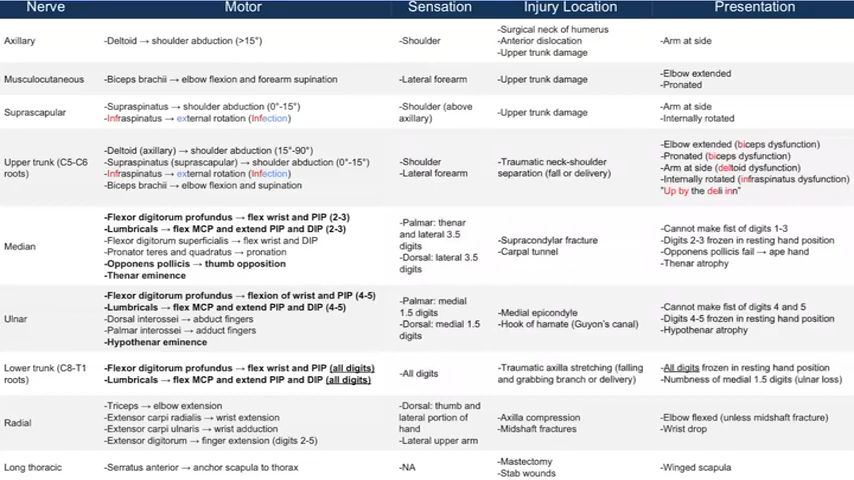 Nerve Motor Sensation Injury Location Presentation
Axillary
-Deltoid → shoulder abduction (>15°)
-Shoulder
-Surgical neck of humerus
-Anterior dislocation
-Upper trunk damage
-Arm at side
Musculocutaneous
-Biceps brachii → elbow flexion and forearm supination
-Lateral forearm
-Upper trunk damage
-Elbow extended
-Pronated
Suprascapular
-Supraspinatus → shoulder abduction (0°-15°)
-Infraspinatus → external rotation (Infection)
-Shoulder (above
axillary)
-Upper trunk damage
-Arm at side
-Internally rotated
Upper trunk (C5-C6
roots)
-Deltoid (axillary) → shoulder abduction (15°-90°)
-Supraspinatus (suprascapular) → shoulder abduction (0°-15°)
-Infraspinatus → external rotation (Infection)
-Biceps brachii → elbow flexion and supination
-Shoulder
-Lateral forearm
-Traumatic neck-shoulder
separation (fall or delivery)
-Elbow extended (biceps dysfunction)
-Pronated (biceps dysfunction)
-Arm at side (deltoid dysfunction)
-Internally rotated (infraspinatus dysfunction)
"Up by the deli inn"
Median
-Flexor digitorum profundus → flex wrist and PIP (2-3)
-Lumbricals → flex MCP and extend PIP and DIP (2-3)
-Flexor digitorum superficialis → flex wrist and DIP
-Pronator teres and quadratus → pronation
-Opponens pollicis → thumb opposition
-Thenar eminence
-Palmar: thenar
and lateral 3.5
digits
-Dorsal: lateral 3.5
digits
-Supracondylar fracture
-Carpal tunnel
-Cannot make fist of digits 1-3
-Digits 2-3 frozen in resting hand position
-Opponens pollicis fail → ape hand
-Thenar atrophy
Ulnar
-Flexor digitorum profundus → flexion of wrist and PIP (4-5)
-Lumbricals → flex MCP and extend PIP and DIP (4-5)
-Dorsal interossei → abduct fingers
-Palmar interossei → adduct fingers
-Hypothenar eminence
-Palmar: medial
1.5 digits
-Dorsal: medial 1.5
digits
-Medial epicondyle
-Hook of hamate (Guyon's canal)
-Cannot make fist of digits 4 and 5
-Digits 4-5 frozen in resting hand position
-Hypothenar atrophy
Lower trunk (C8-T1
roots)
-Flexor digitorum profundus → flex wrist and PIP (all digits)
-Lumbricals → flex MCP and extend PIP and DIP (all digits)
-All digits
-Traumatic axilla stretching (falling
and grabbing branch or delivery)
-All digits frozen in resting hand position
-Numbness of medial 1.5 digits (ulnar loss)
Radial
-Triceps → elbow extension
-Extensor carpi radialis → wrist extension
-Extensor carpi ulnaris → wrist adduction
-Extensor digitorum → finger extension (digits 2-5)
-Dorsal: thumb and
lateral portion of
hand
-Lateral upper arm
-Axilla compression
-Midshaft fractures
-Elbow flexed (unless midshaft fracture)
-Wrist drop
Long thoracic
-Serratus anterior → anchor scapula to thorax
-NA
-Mastectomy
-Stab wounds
-Winged scapula